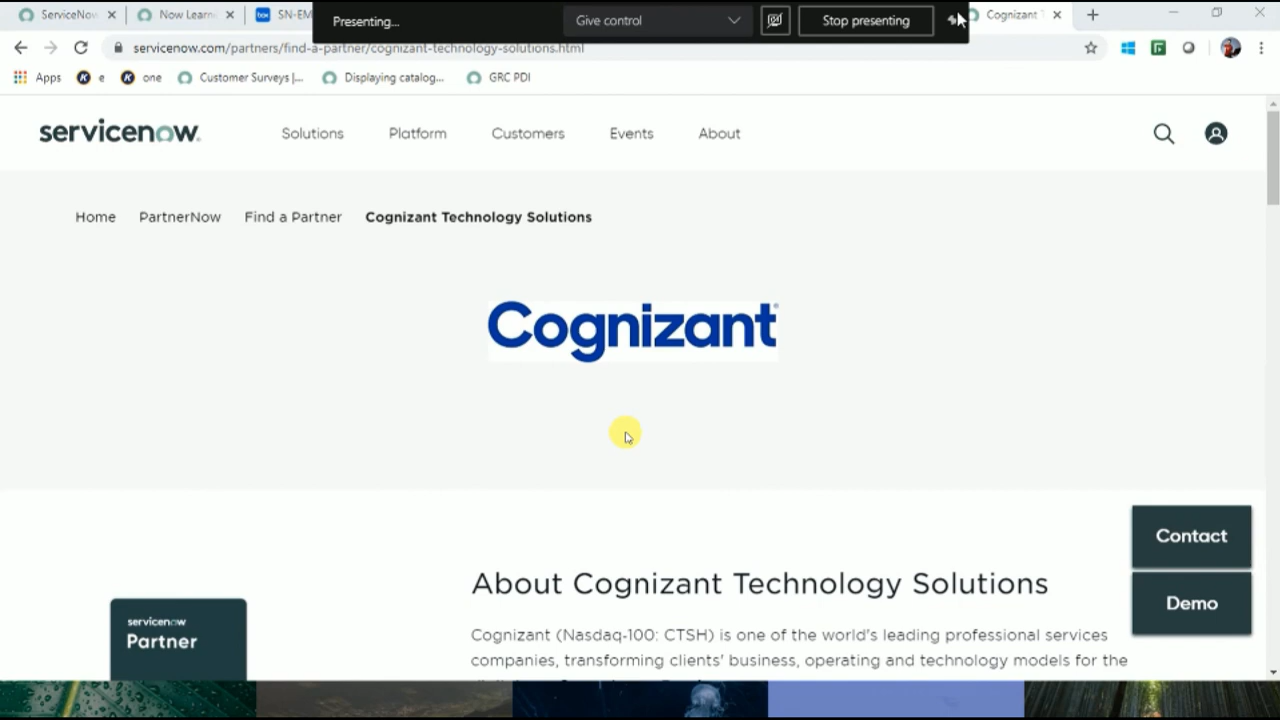 ServiceNow
Now Learn
box SN-EM
Presenting...
Give control
Stop presenting
Cognizant T
servicenow.com/partners/find-a-partner/cognizant-technology-solutions.html
Apps
K e
K one
Customer Surveys |...
Displaying catalog...
GRC PDI
servicenow.
Solutions
Platform
Customers
Events
About
Home
PartnerNow
Find a Partner
Cognizant Technology Solutions
Cognizant®
Contact
Demo
servicenow
Partner
About Cognizant Technology Solutions
Cognizant (Nasdaq-100: CTSH) is one of the world's leading professional services
companies, transforming clients' business, operating and technology models for the